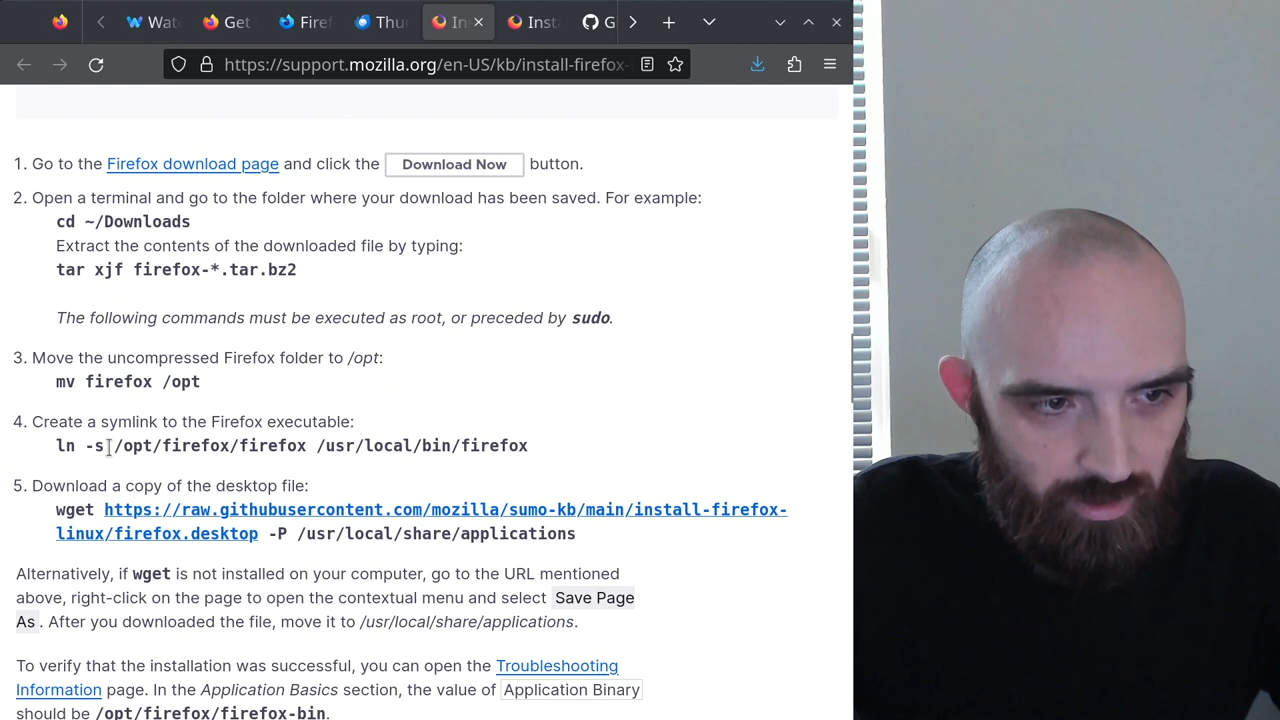 Wat
Get
Firef
Thu
In
Inst
G
https://support.mozilla.org/en-US/kb/install-firefox-
1. Go to the Firefox download page and click the Download Now button.
2. Open a terminal and go to the folder where your download has been saved. For example:
cd ~/Downloads
Extract the contents of the downloaded file by typing:
tar xjf firefox-*.tar.bz2
The following commands must be executed as root, or preceded by sudo.
3. Move the uncompressed Firefox folder to /opt:
mv firefox /opt
4. Create a symlink to the Firefox executable:
ln -s /opt/firefox/firefox /usr/local/bin/firefox
5. Download a copy of the desktop file:
wget https://raw.githubusercontent.com/mozilla/sumo-kb/main/install-firefox-
linux/firefox.desktop -P /usr/local/share/applications
Alternatively, if wget is not installed on your computer, go to the URL mentioned
above, right-click on the page to open the contextual menu and select Save Page
As. After you downloaded the file, move it to /usr/local/share/applications.
To verify that the installation was successful, you can open the Troubleshooting
Information page. In the Application Basics section, the value of Application Binary
should be /opt/firefox/firefox-bin.